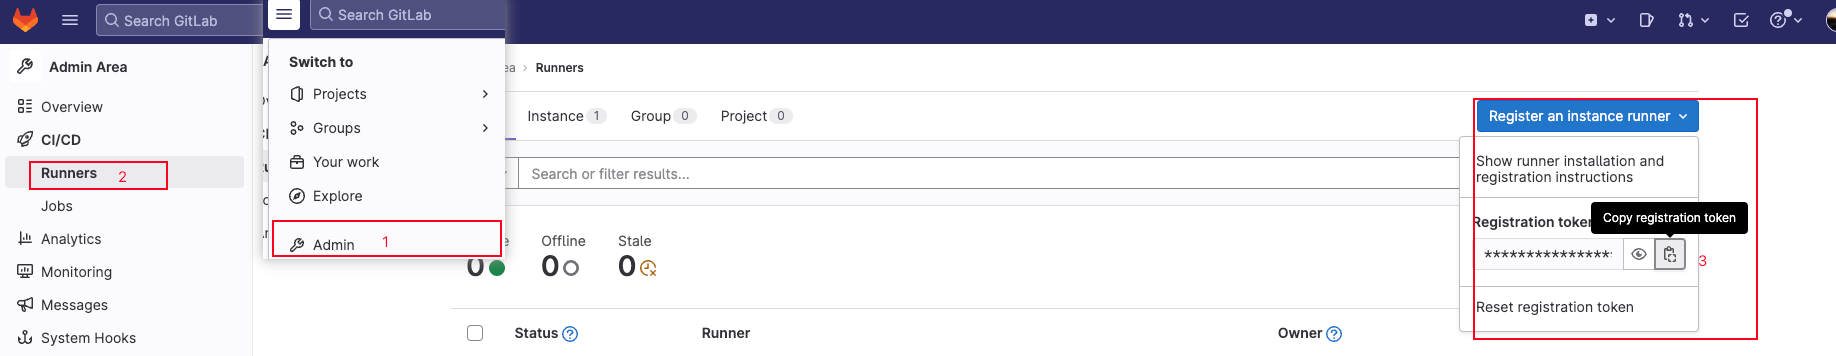 Search GitLab
Search GitLab
Admin Area
Overview
CI/CD
Runners 2
Jobs
Analytics
Monitoring
Messages
System Hooks
Switch to
Projects
Groups
Your work
Explore
Admin 1
ea > Runners
Instance 1 Group 0 Project 0
Search or filter results...
Offline Stale
0 0 0
Status ? Runner Owner ?
Register an instance runner
Show runner installation and
registration instructions
Copy registration token
Registration token
***************
3
Reset registration token